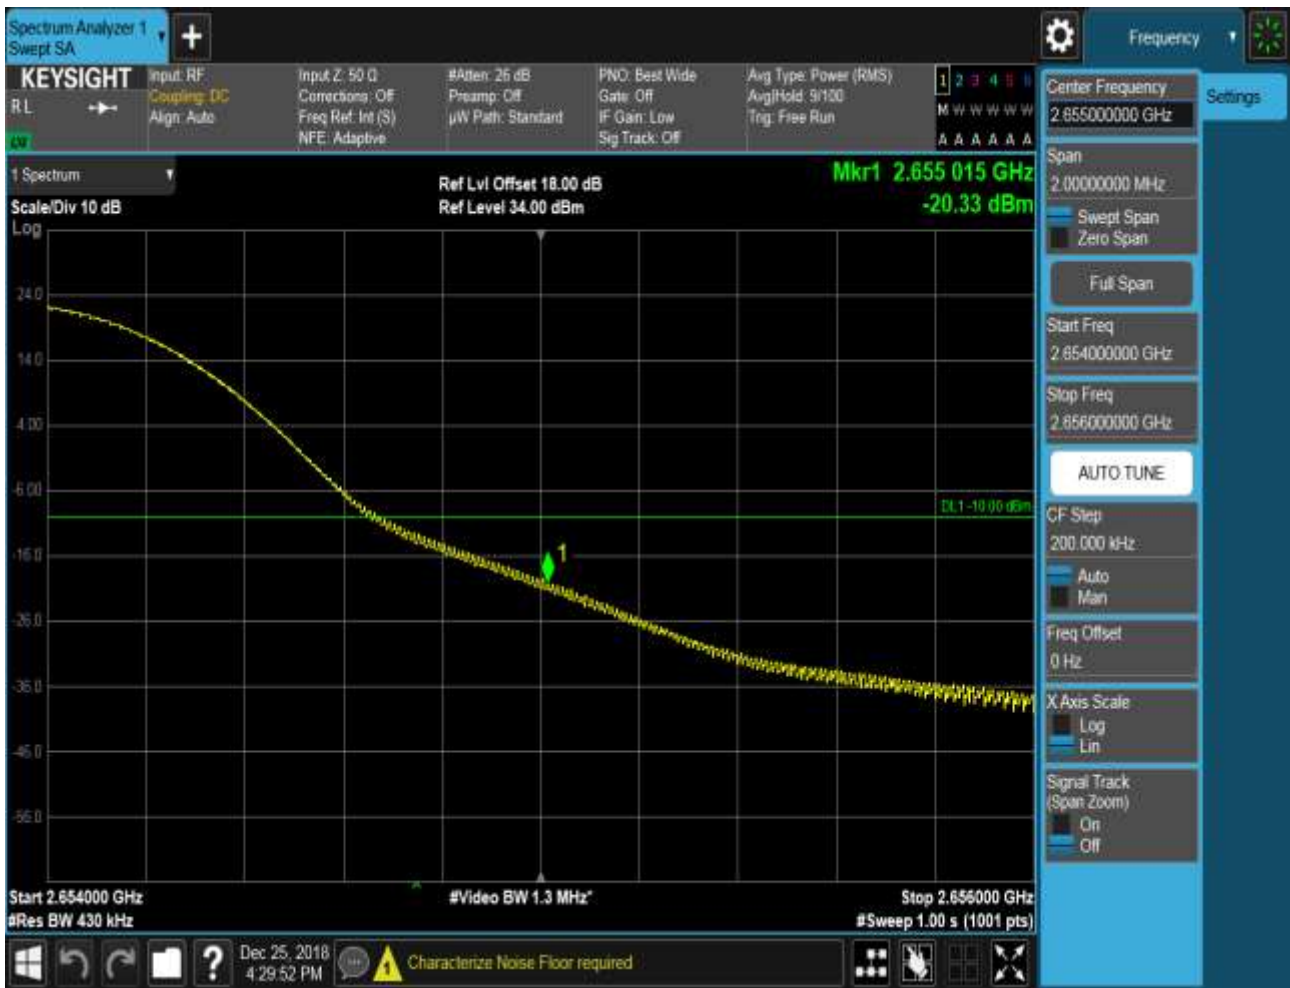 Spectrum Analyzer 1
Swept SA
Frequency
KEYSIGHT
R L
Input: RF
Coupling: DC
Align: Auto
Input Z: 50 Ω
Corrections: Off
Freq Ref: Int (S)
NFE: Adaptive
#Atten: 26 dB
Preamp: Off
µW Path: Standard
PNO: Best Wide
Gate: Off
IF Gain: Low
Sig Track: Off
Avg Type: Power (RMS)
Avg|Hold: 9/100
Trig: Free Run
1 2 3 4 5 6
M W W W W W
A A A A A A
1 Spectrum
Scale/Div 10 dB
Log
Ref Lvl Offset 18.00 dB
Ref Level 34.00 dBm
Mkr1 2.655 015 GHz
-20.33 dBm
24.0
14.0
4.00
-6.00
DL1 -10.00 dBm
-16.0
1
-26.0
-36.0
-46.0
-56.0
Start 2.654000 GHz
#Video BW 1.3 MHz*
Stop 2.656000 GHz
#Res BW 430 kHz
#Sweep 1.00 s (1001 pts)
Center Frequency
2.655000000 GHz
Settings
Span
2.00000000 MHz
Swept Span
Zero Span
Full Span
Start Freq
2.654000000 GHz
Stop Freq
2.656000000 GHz
AUTO TUNE
CF Step
200.000 kHz
Auto
Man
Freq Offset
0 Hz
X Axis Scale
Log
Lin
Signal Track
(Span Zoom)
On
Off
?
Dec 25, 2018
4:29:52 PM
1
Characterize Noise Floor required